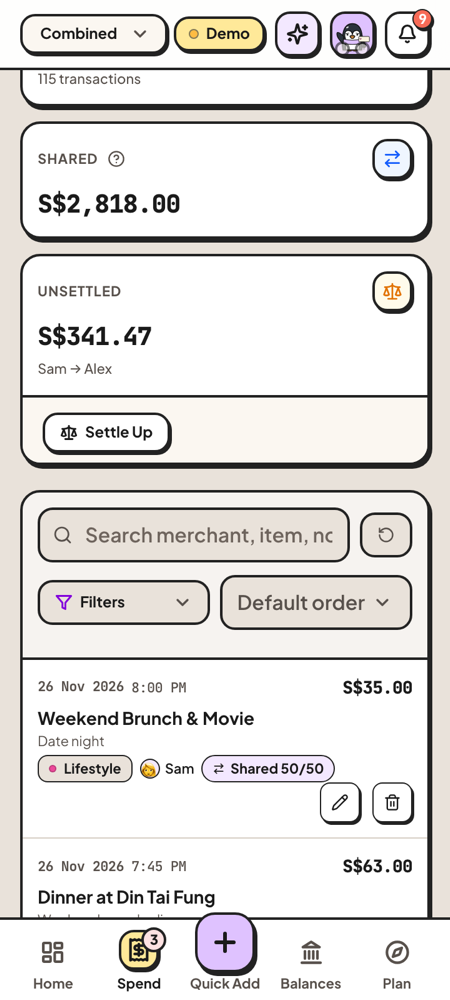 Combined
Demo
9
115 transactions
SHARED
S$2,818.00
UNSETTLED
S$341.47
Sam → Alex
Settle Up
Search merchant, item, no
Filters
Default order
26 Nov 2026 8:00 PM
S$35.00
Weekend Brunch & Movie
Date night
Lifestyle
Sam
Shared 50/50
26 Nov 2026 7:45 PM
S$63.00
Dinner at Din Tai Fung
3
Home
Spend
Quick Add
Balances
Plan